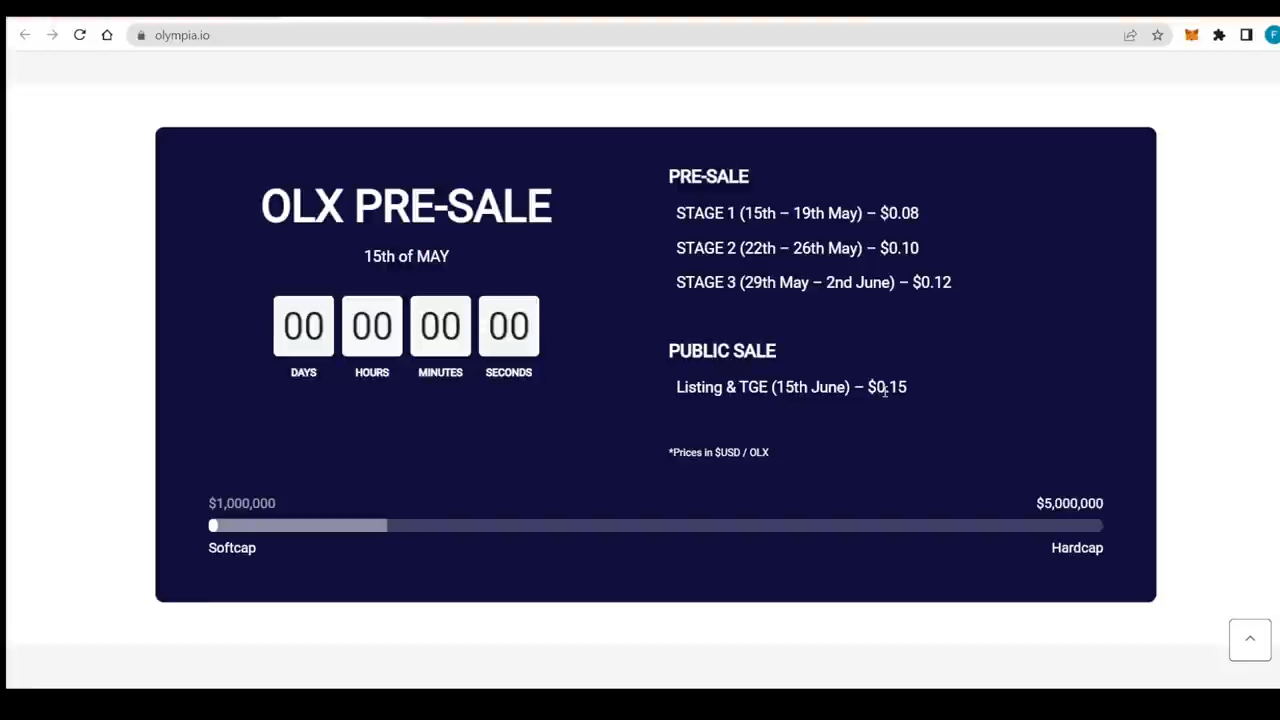 olympia.io
F
OLX PRE-SALE
15th of MAY
00 00 00 00
DAYS HOURS MINUTES SECONDS
PRE-SALE
STAGE 1 (15th – 19th May) – $0.08
STAGE 2 (22th – 26th May) – $0.10
STAGE 3 (29th May – 2nd June) – $0.12
PUBLIC SALE
Listing & TGE (15th June) – $0.15
*Prices in $USD / OLX
$1,000,000 $5,000,000
Softcap Hardcap